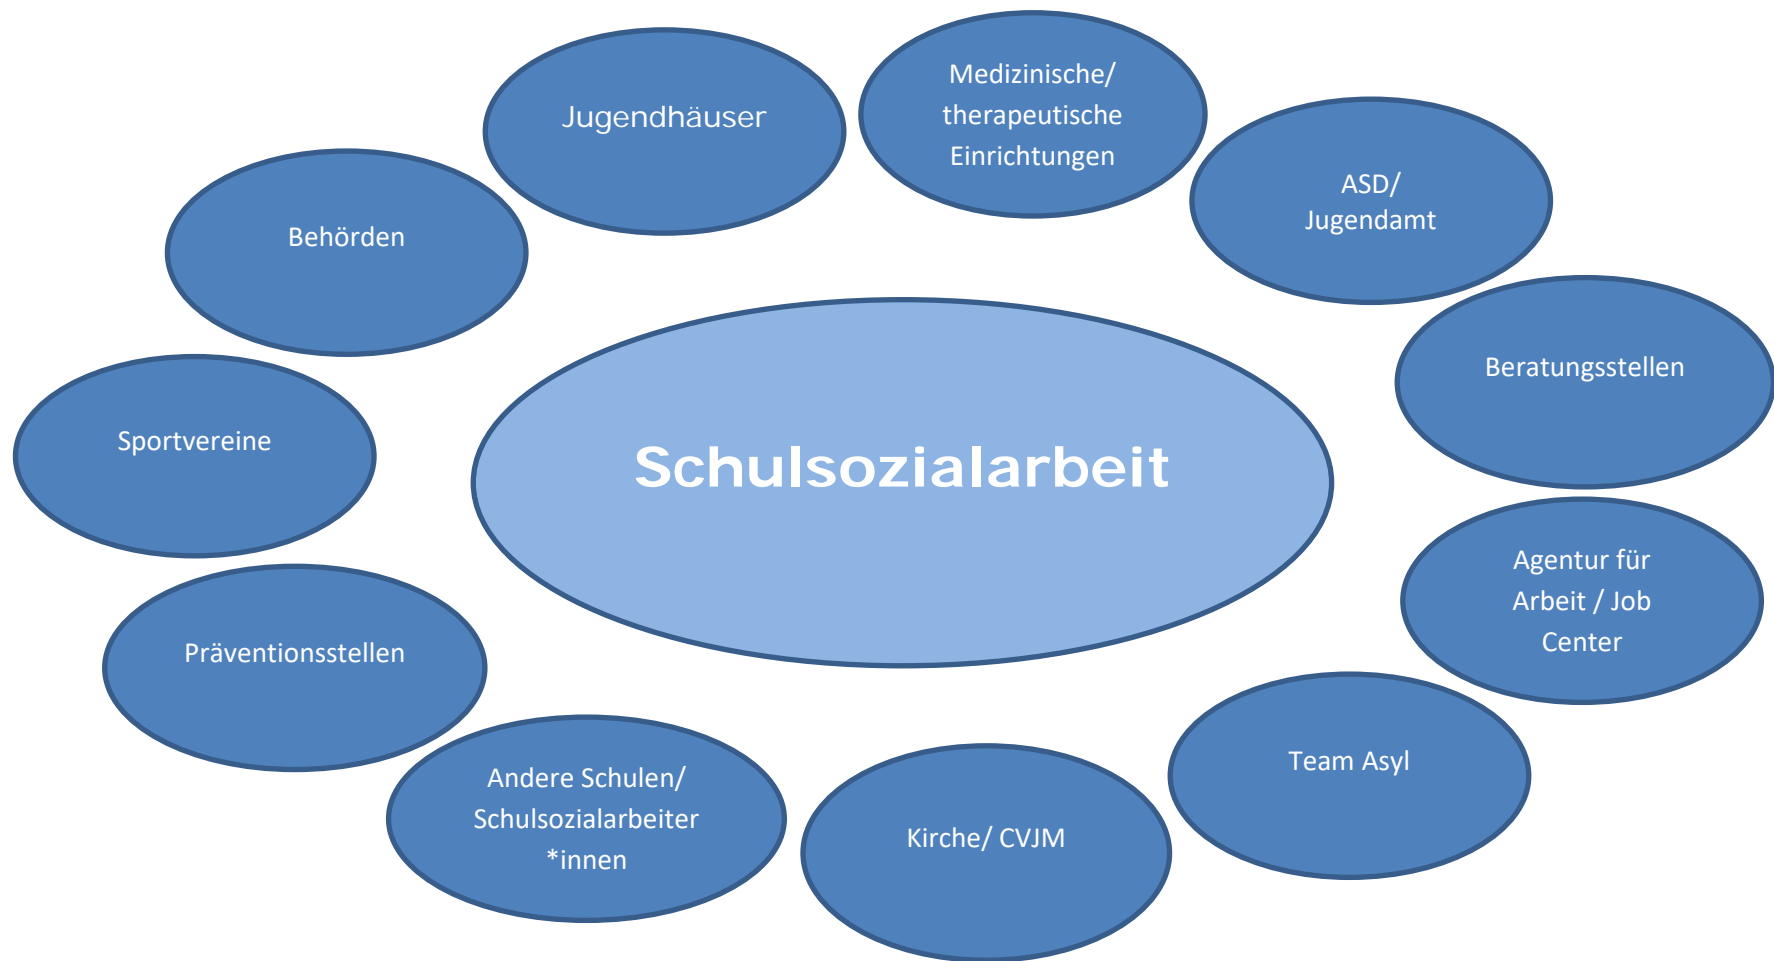 Jugendhäuser
Medizinische/
therapeutische
Einrichtungen
ASD/
Jugendamt
Behörden
Beratungsstellen
Sportvereine
Schulsozialarbeit
Agentur für
Arbeit / Job
Center
Präventionsstellen
Team Asyl
Andere Schulen/
Schulsozialarbeiter
*innen
Kirche/ CVJM